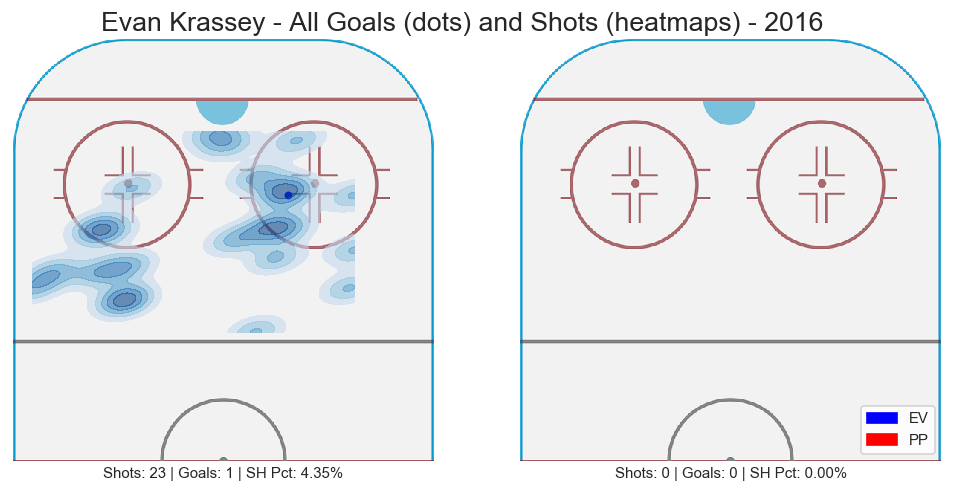 Evan Krassey - All Goals (dots) and Shots (heatmaps) - 2016
EV
PP
Shots: 23 | Goals: 1 | SH Pct: 4.35%
Shots: 0 | Goals: 0 | SH Pct: 0.00%